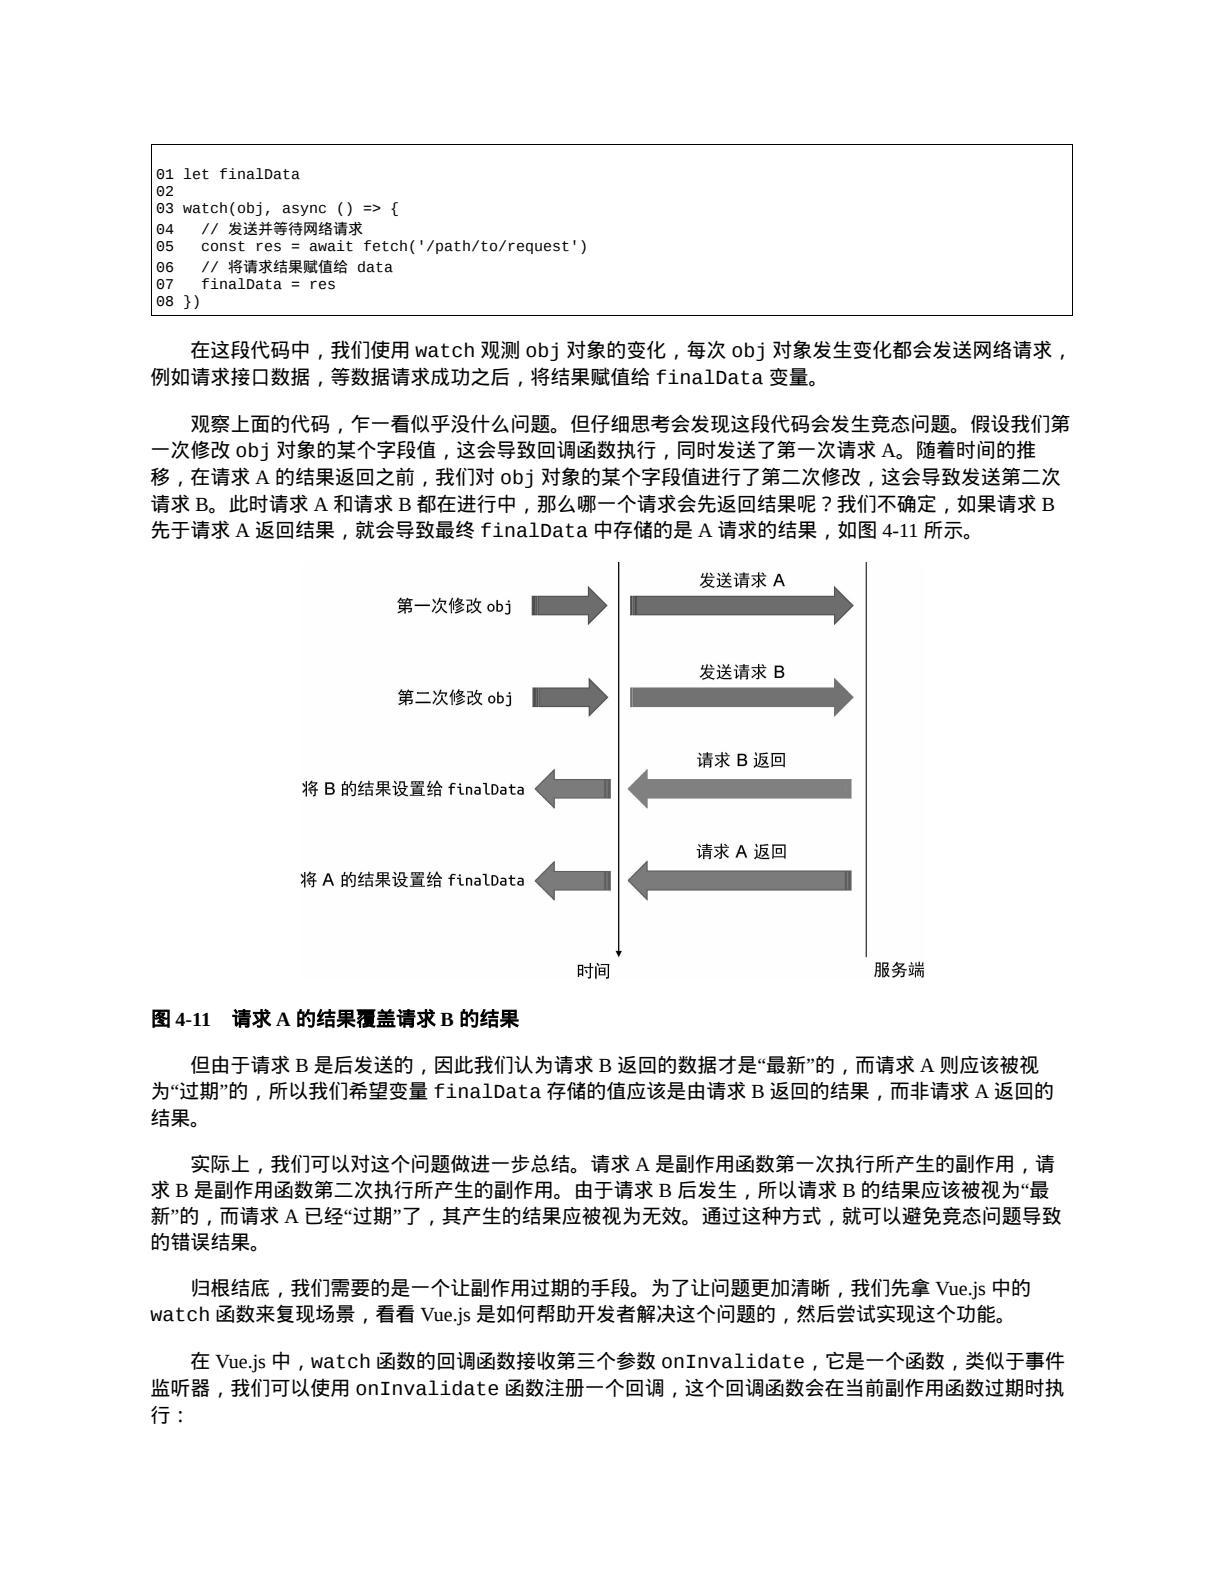 01 let finalData
02
03 watch(obj, async () => {
04   // 发送并等待网络请求
05   const res = await fetch('/path/to/request')
06   // 将请求结果赋值给 data
07   finalData = res
08 })
在这段代码中，我们使用 watch 观测 obj 对象的变化，每次 obj 对象发生变化都会发送网络请求，
例如请求接口数据，等数据请求成功之后，将结果赋值给 finalData 变量。
观察上面的代码，乍一看似乎没什么问题。但仔细思考会发现这段代码会发生竞态问题。假设我们第
一次修改 obj 对象的某个字段值，这会导致回调函数执行，同时发送了第一次请求 A。随着时间的推
移，在请求 A 的结果返回之前，我们对 obj 对象的某个字段值进行了第二次修改，这会导致发送第二次
请求 B。此时请求 A 和请求 B 都在进行中，那么哪一个请求会先返回结果呢？我们不确定，如果请求 B
先于请求 A 返回结果，就会导致最终 finalData 中存储的是 A 请求的结果，如图 4-11 所示。
发送请求 A
第一次修改 obj
发送请求 B
第二次修改 obj
请求 B 返回
将 B 的结果设置给 finalData
请求 A 返回
将 A 的结果设置给 finalData
时间
服务端
图 4-11　请求 A 的结果覆盖请求 B 的结果
但由于请求 B 是后发送的，因此我们认为请求 B 返回的数据才是“最新”的，而请求 A 则应该被视
为“过期”的，所以我们希望变量 finalData 存储的值应该是由请求 B 返回的结果，而非请求 A 返回的
结果。
实际上，我们可以对这个问题做进一步总结。请求 A 是副作用函数第一次执行所产生的副作用，请
求 B 是副作用函数第二次执行所产生的副作用。由于请求 B 后发生，所以请求 B 的结果应该被视为“最
新”的，而请求 A 已经“过期”了，其产生的结果应被视为无效。通过这种方式，就可以避免竞态问题导致
的错误结果。
归根结底，我们需要的是一个让副作用过期的手段。为了让问题更加清晰，我们先拿 Vue.js 中的
watch 函数来复现场景，看看 Vue.js 是如何帮助开发者解决这个问题的，然后尝试实现这个功能。
在 Vue.js 中，watch 函数的回调函数接收第三个参数 onInvalidate，它是一个函数，类似于事件
监听器，我们可以使用 onInvalidate 函数注册一个回调，这个回调函数会在当前副作用函数过期时执
行：